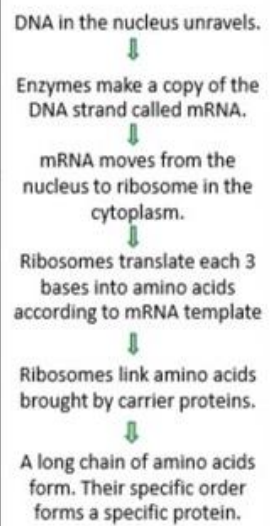 DNA in the nucleus unravels.
Enzymes make a copy of the
DNA strand called mRNA.
mRNA moves from the
nucleus to ribosome in the
cytoplasm.
Ribosomes translate each 3
bases into amino acids
according to mRNA template
Ribosomes link amino acids
brought by carrier proteins.
A long chain of amino acids
form. Their specific order
forms a specific protein.